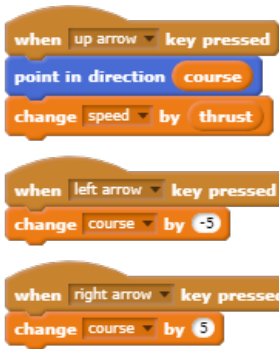 when up arrow key pressed
point in direction course
change speed by thrust
when left arrow key pressed
change course by -5
when right arrow key pressed
change course by 5